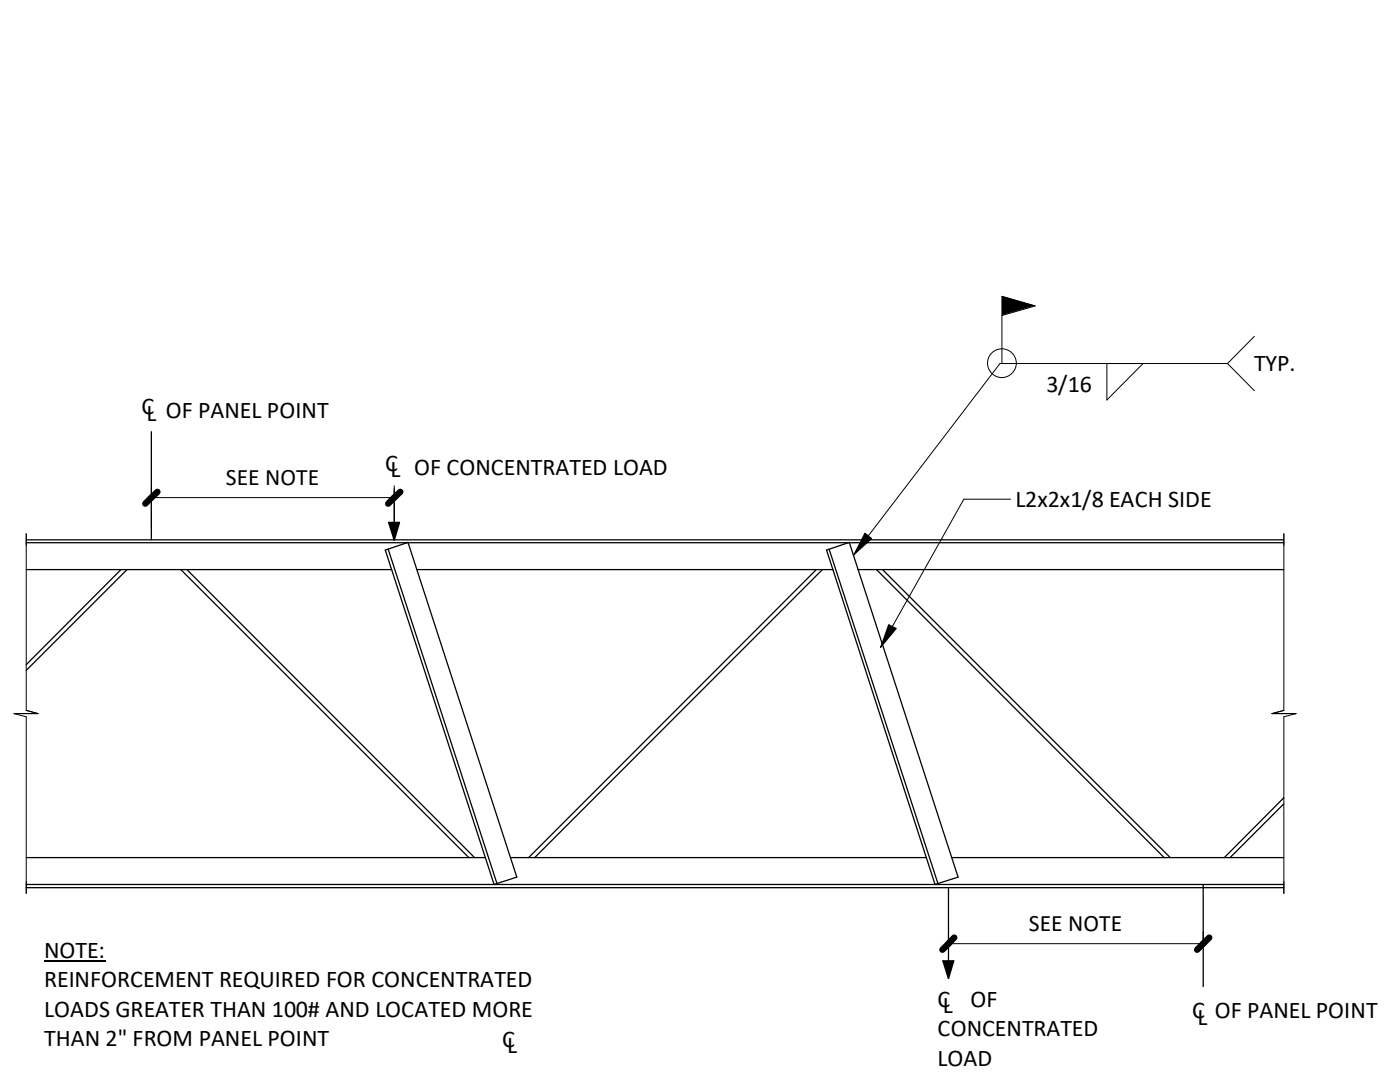 3/16
TYP.
℄ OF PANEL POINT
℄ OF CONCENTRATED LOAD
SEE NOTE
L2x2x1/8 EACH SIDE
SEE NOTE
℄ OF
CONCENTRATED
LOAD
℄ OF PANEL POINT
NOTE:
REINFORCEMENT REQUIRED FOR CONCENTRATED
LOADS GREATER THAN 100# AND LOCATED MORE
THAN 2" FROM PANEL POINT ℄